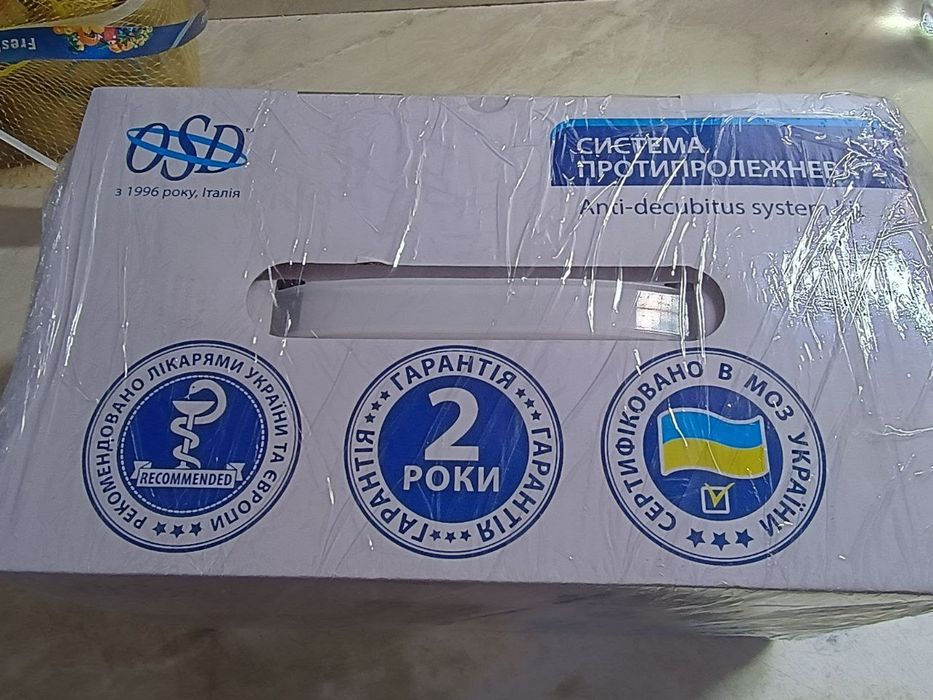 OSD
з 1996 року, Італія
СИСТЕМА
ПРОТИПРОЛЕЖНЕВА
Anti-decubitus system
РЕКОМЕНДОВАНО ЛІКАРЯМИ УКРАЇНИ ТА ЄВРОПИ
RECOMMENDED
ГАРАНТІЯ
ГАРАНТІЯ
ГАРАНТІЯ
2
РОКИ
СЕРТИФІКОВАНО В МОЗ УКРАЇНИ